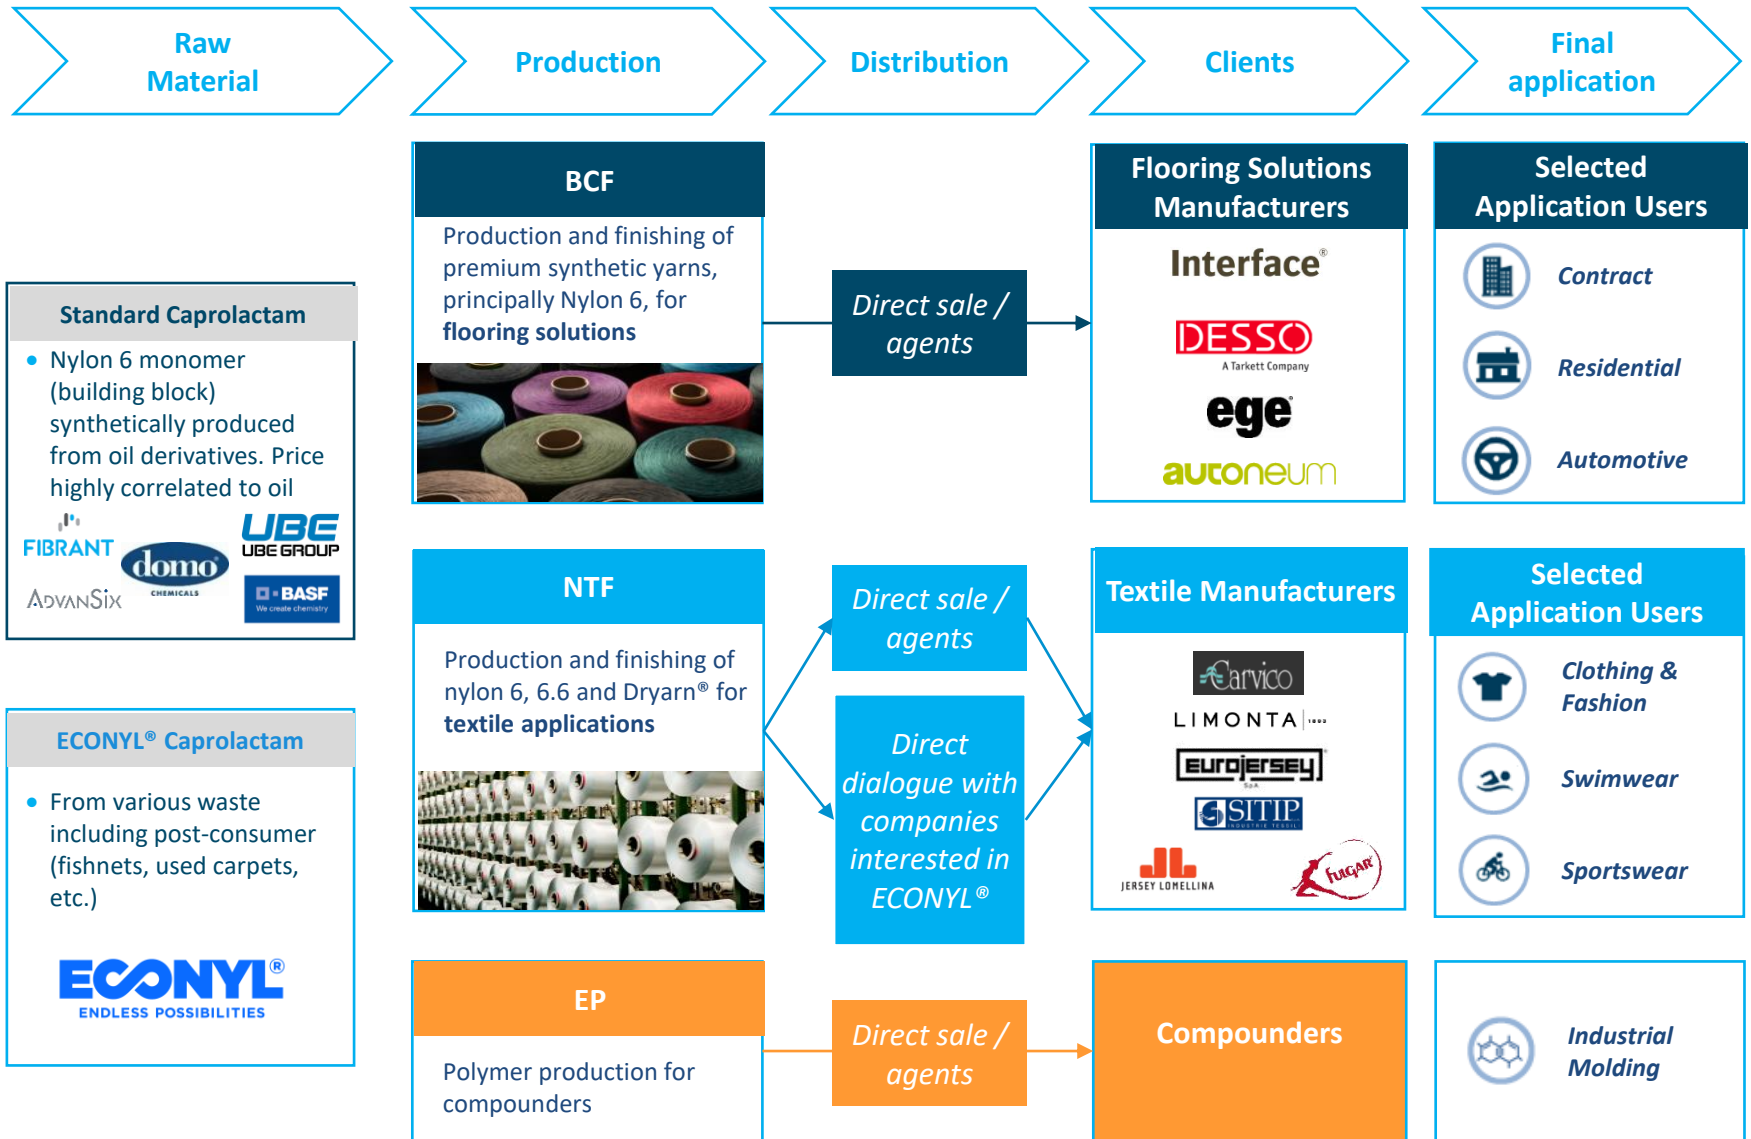 Raw
Material
Production
Distribution
Clients
Final
application
Standard Caprolactam
• Nylon 6 monomer
(building block)
synthetically produced
from oil derivatives. Price
highly correlated to oil
FIBRANT
domo
CHEMICALS
UBE
UBE GROUP
ADVANSIX
BASF
We create chemistry
ECONYL® Caprolactam
• From various waste
including post-consumer
(fishnets, used carpets,
etc.)
ECONYL®
ENDLESS POSSIBILITIES
BCF
Production and finishing of
premium synthetic yarns,
principally Nylon 6, for
flooring solutions
Direct sale /
agents
Flooring Solutions
Manufacturers
Interface®
DESSO
A Tarkett Company
ege
autoneum
Selected
Application Users
Contract
Residential
Automotive
NTF
Production and finishing of
nylon 6, 6.6 and Dryarn® for
textile applications
Direct sale /
agents
Direct
dialogue with
companies
interested in
ECONYL®
Textile Manufacturers
Carvico
LIMONTA
eurojersey
S.p.A.
SITIP
INDUSTRIE TESSILI
JERSEY LOMELLINA
FULGAR
Selected
Application Users
Clothing &
Fashion
Swimwear
Sportswear
EP
Polymer production for
compounders
Direct sale /
agents
Compounders
Industrial
Molding